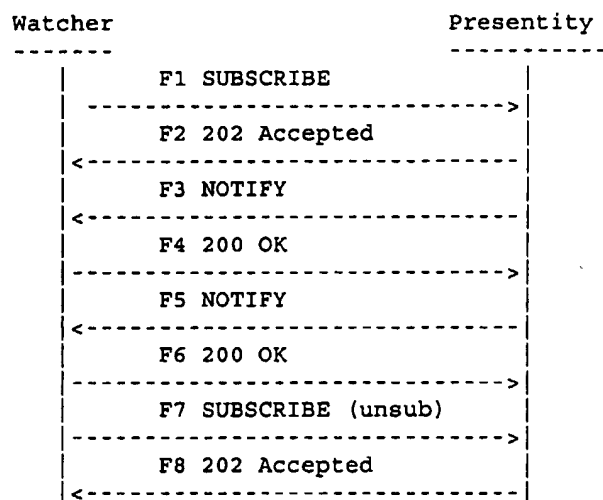 Watcher Presentity
F1 SUBSCRIBE
F2 202 Accepted
F3 NOTIFY
F4 200 OK
F5 NOTIFY
F6 200 OK
F7 SUBSCRIBE (unsub)
F8 202 Accepted